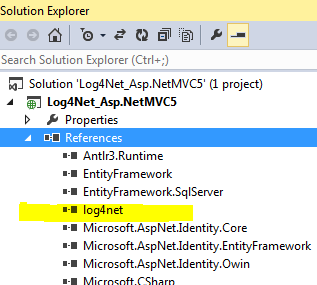 Solution Explorer
Search Solution Explorer (Ctrl+;)
Solution 'Log4Net_Asp.NetMVC5' (1 project)
Log4Net_Asp.NetMVC5
Properties
References
Antlr3.Runtime
EntityFramework
EntityFramework.SqlServer
log4net
Microsoft.AspNet.Identity.Core
Microsoft.AspNet.Identity.EntityFramework
Microsoft.AspNet.Identity.Owin
Microsoft.CSharp